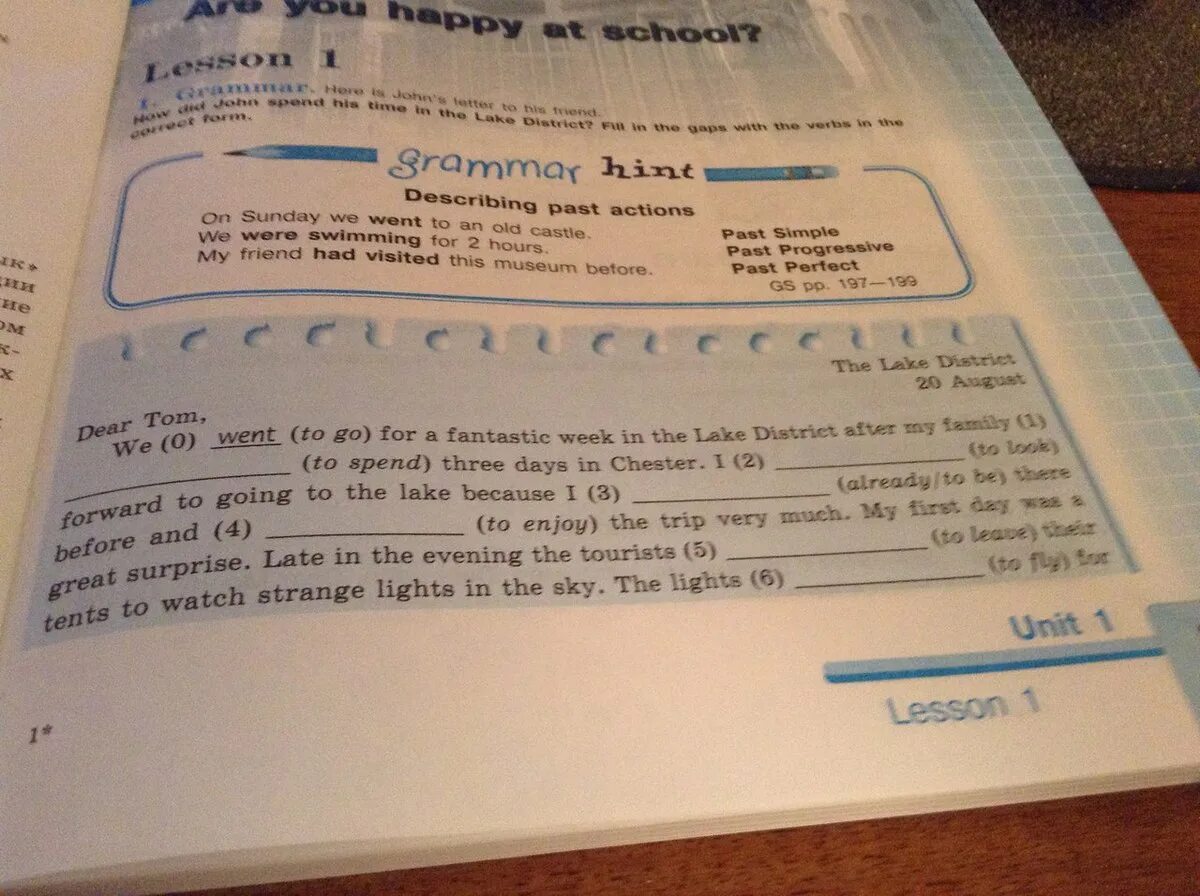 Are you happy at school?
Lesson 1
1. Grammar. Here is John's letter to his friend.
How did John spend his time in the Lake District? Fill in the gaps with the verbs in the
correct form.
grammar hint
Describing past actions
On Sunday we went to an old castle. Past Simple
We were swimming for 2 hours. Past Progressive
My friend had visited this museum before. Past Perfect
GS pp. 197—199
The Lake District
20 August
Dear Tom,
We (0) went (to go) for a fantastic week in the Lake District after my family (1)
(to spend) three days in Chester. I (2) (to look)
forward to going to the lake because I (3) (already/to be) there
before and (4) (to enjoy) the trip very much. My first day was a
great surprise. Late in the evening the tourists (5) (to leave) their
tents to watch strange lights in the sky. The lights (6) (to fly) for
Unit 1
Lesson 1
1*